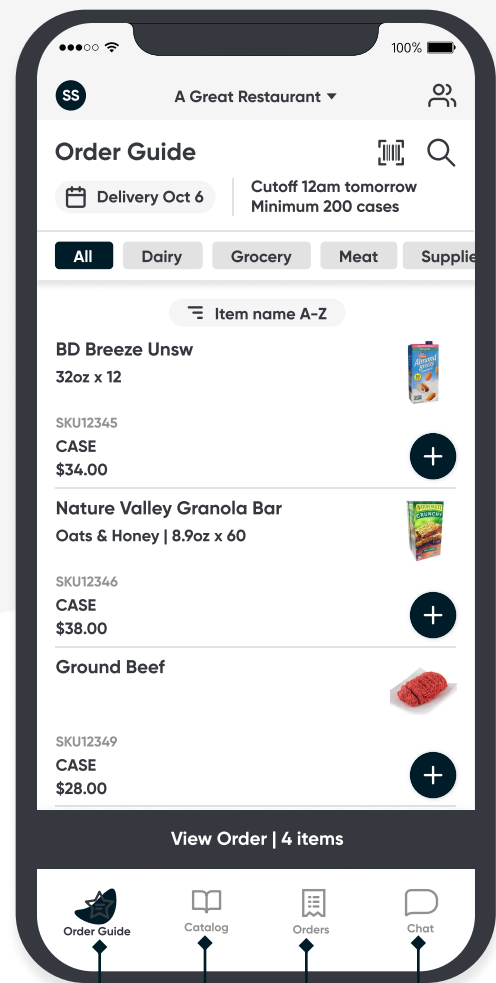 100%
SS
A Great Restaurant
Order Guide
Delivery Oct 6
Cutoff 12am tomorrow
Minimum 200 cases
All
Dairy
Grocery
Meat
Supplie
Item name A-Z
BD Breeze Unsw
32oz x 12
Almond
Breeze
SKU12345
CASE
$34.00
Nature Valley Granola Bar
Oats & Honey | 8.9oz x 60
CRUNCHY
SKU12346
CASE
$38.00
Ground Beef
SKU12349
CASE
$28.00
View Order | 4 items
Order Guide
Catalog
Orders
Chat